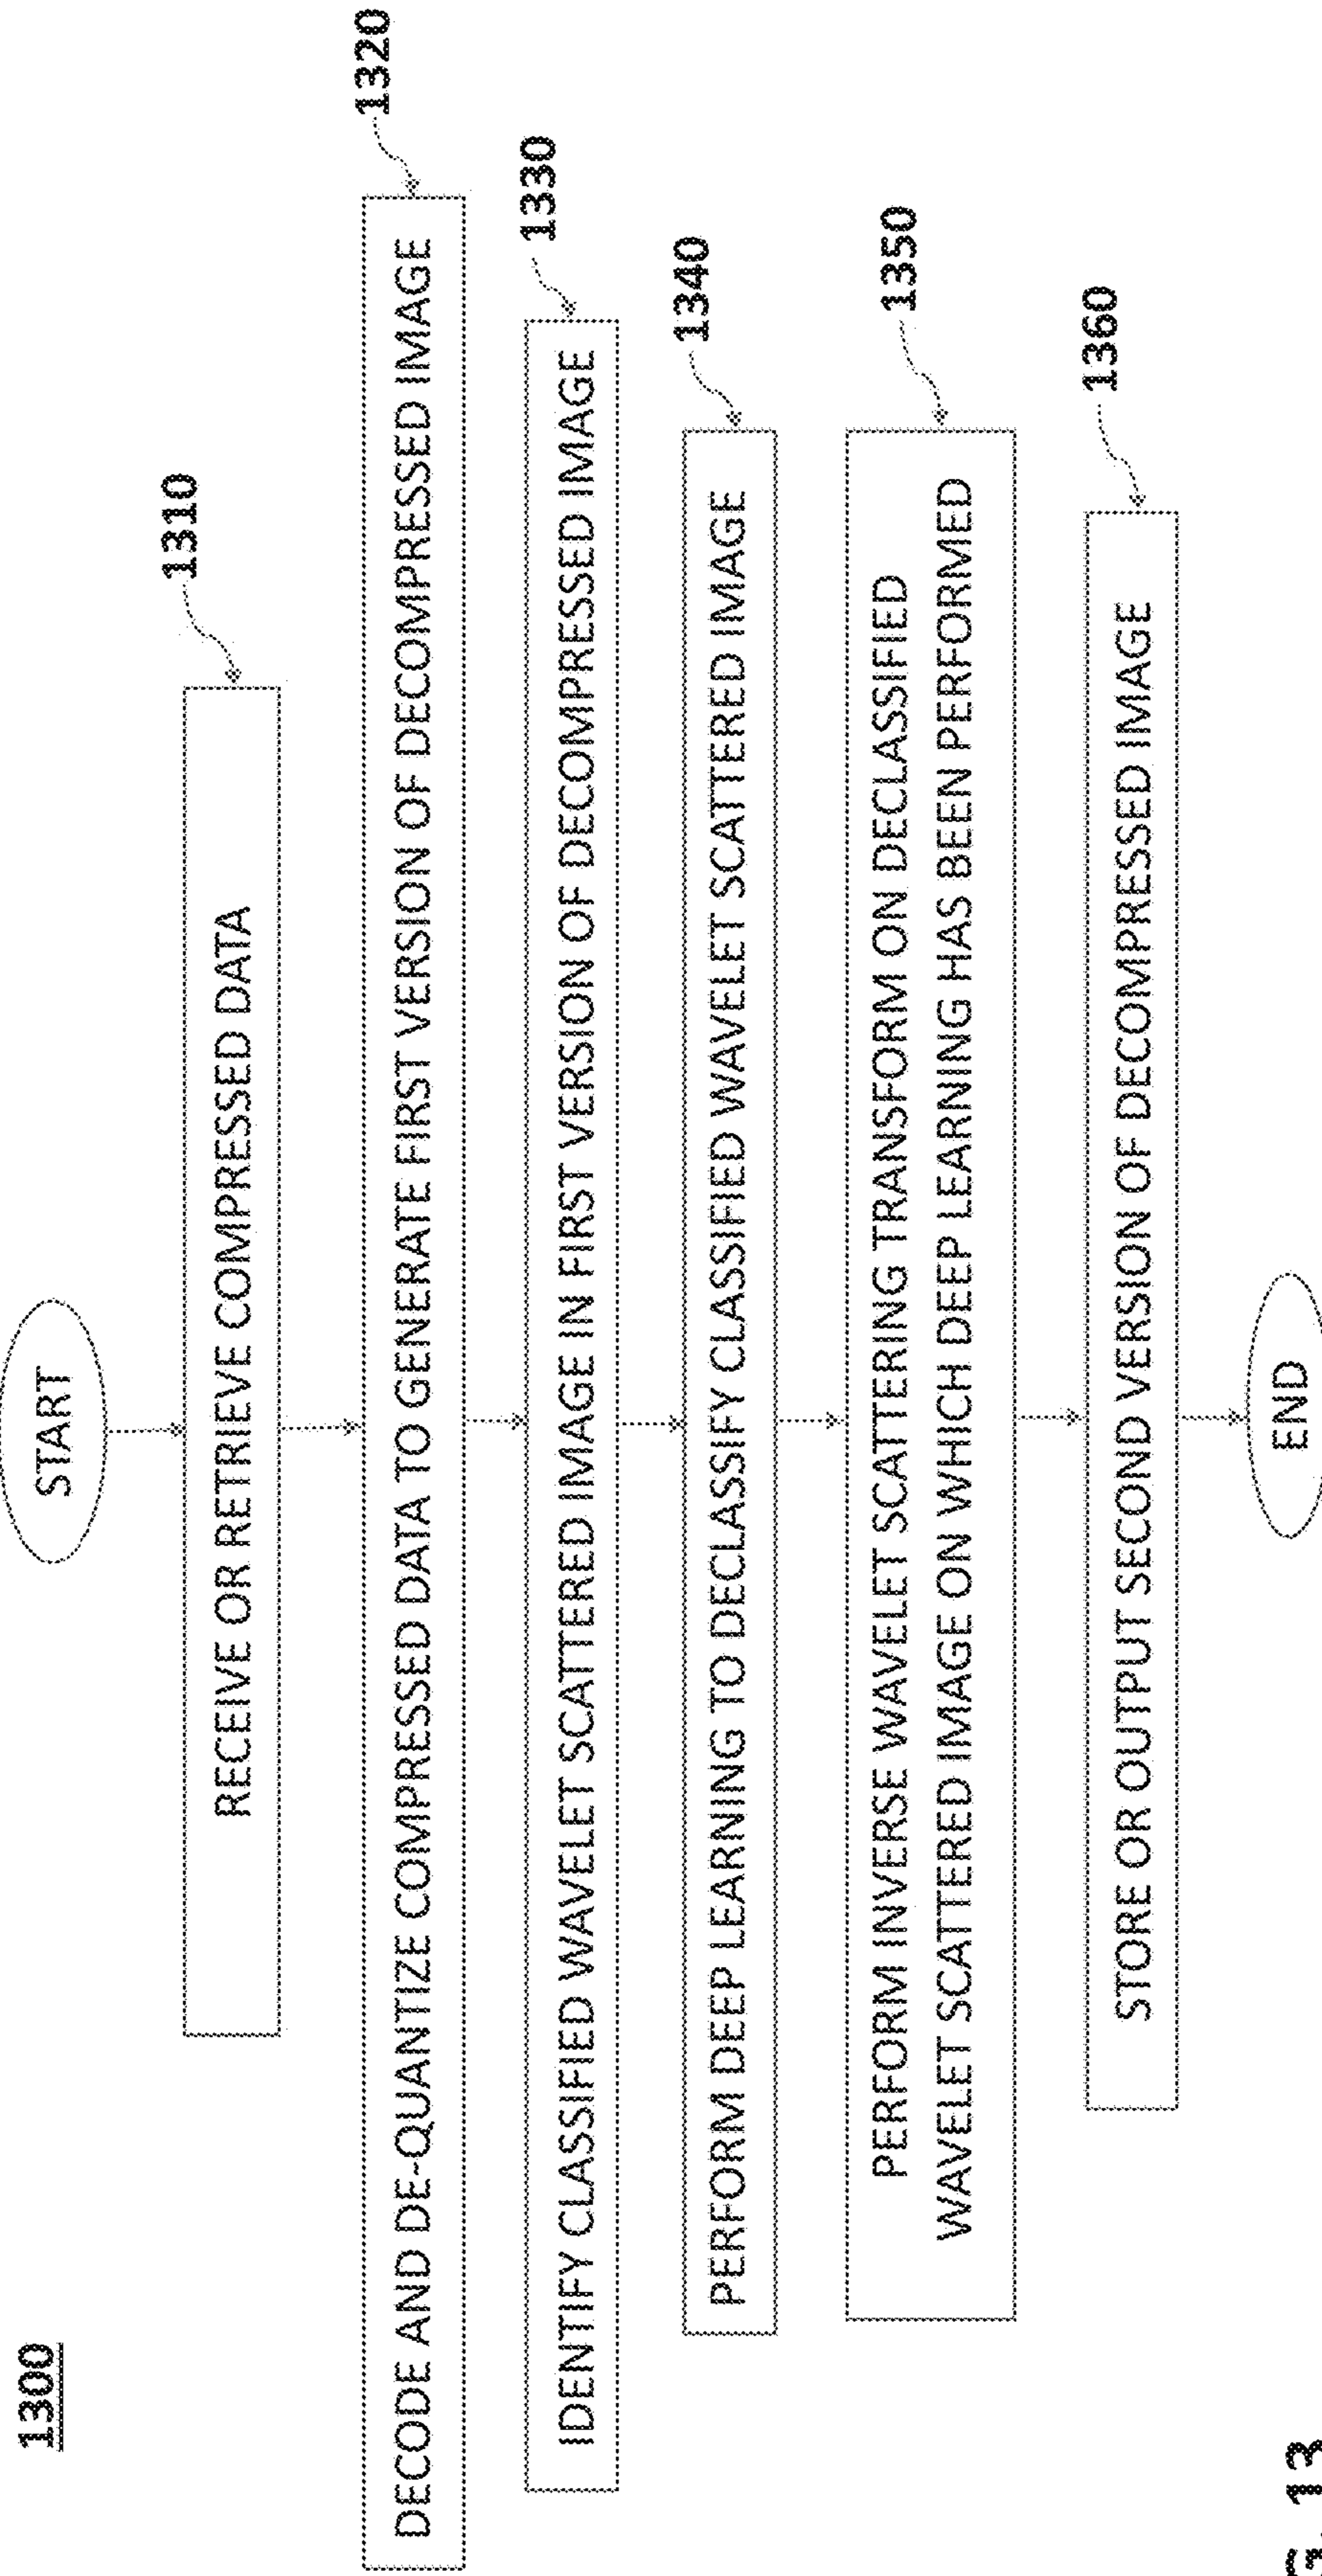 1300
START
RECEIVE OR RETRIEVE COMPRESSED DATA
1310
DECODE AND DE-QUANTIZE COMPRESSED DATA TO GENERATE FIRST VERSION OF DECOMPRESSED IMAGE
1320
IDENTIFY CLASSIFIED WAVELET SCATTERED IMAGE IN FIRST VERSION OF DECOMPRESSED IMAGE
1330
PERFORM DEEP LEARNING TO DECLASSIFY CLASSIFIED WAVELET SCATTERED IMAGE
1340
PERFORM INVERSE WAVELET SCATTERING TRANSFORM ON DECLASSIFIED
WAVELET SCATTERED IMAGE ON WHICH DEEP LEARNING HAS BEEN PERFORMED
1350
STORE OR OUTPUT SECOND VERSION OF DECOMPRESSED IMAGE
1360
END
G. 13